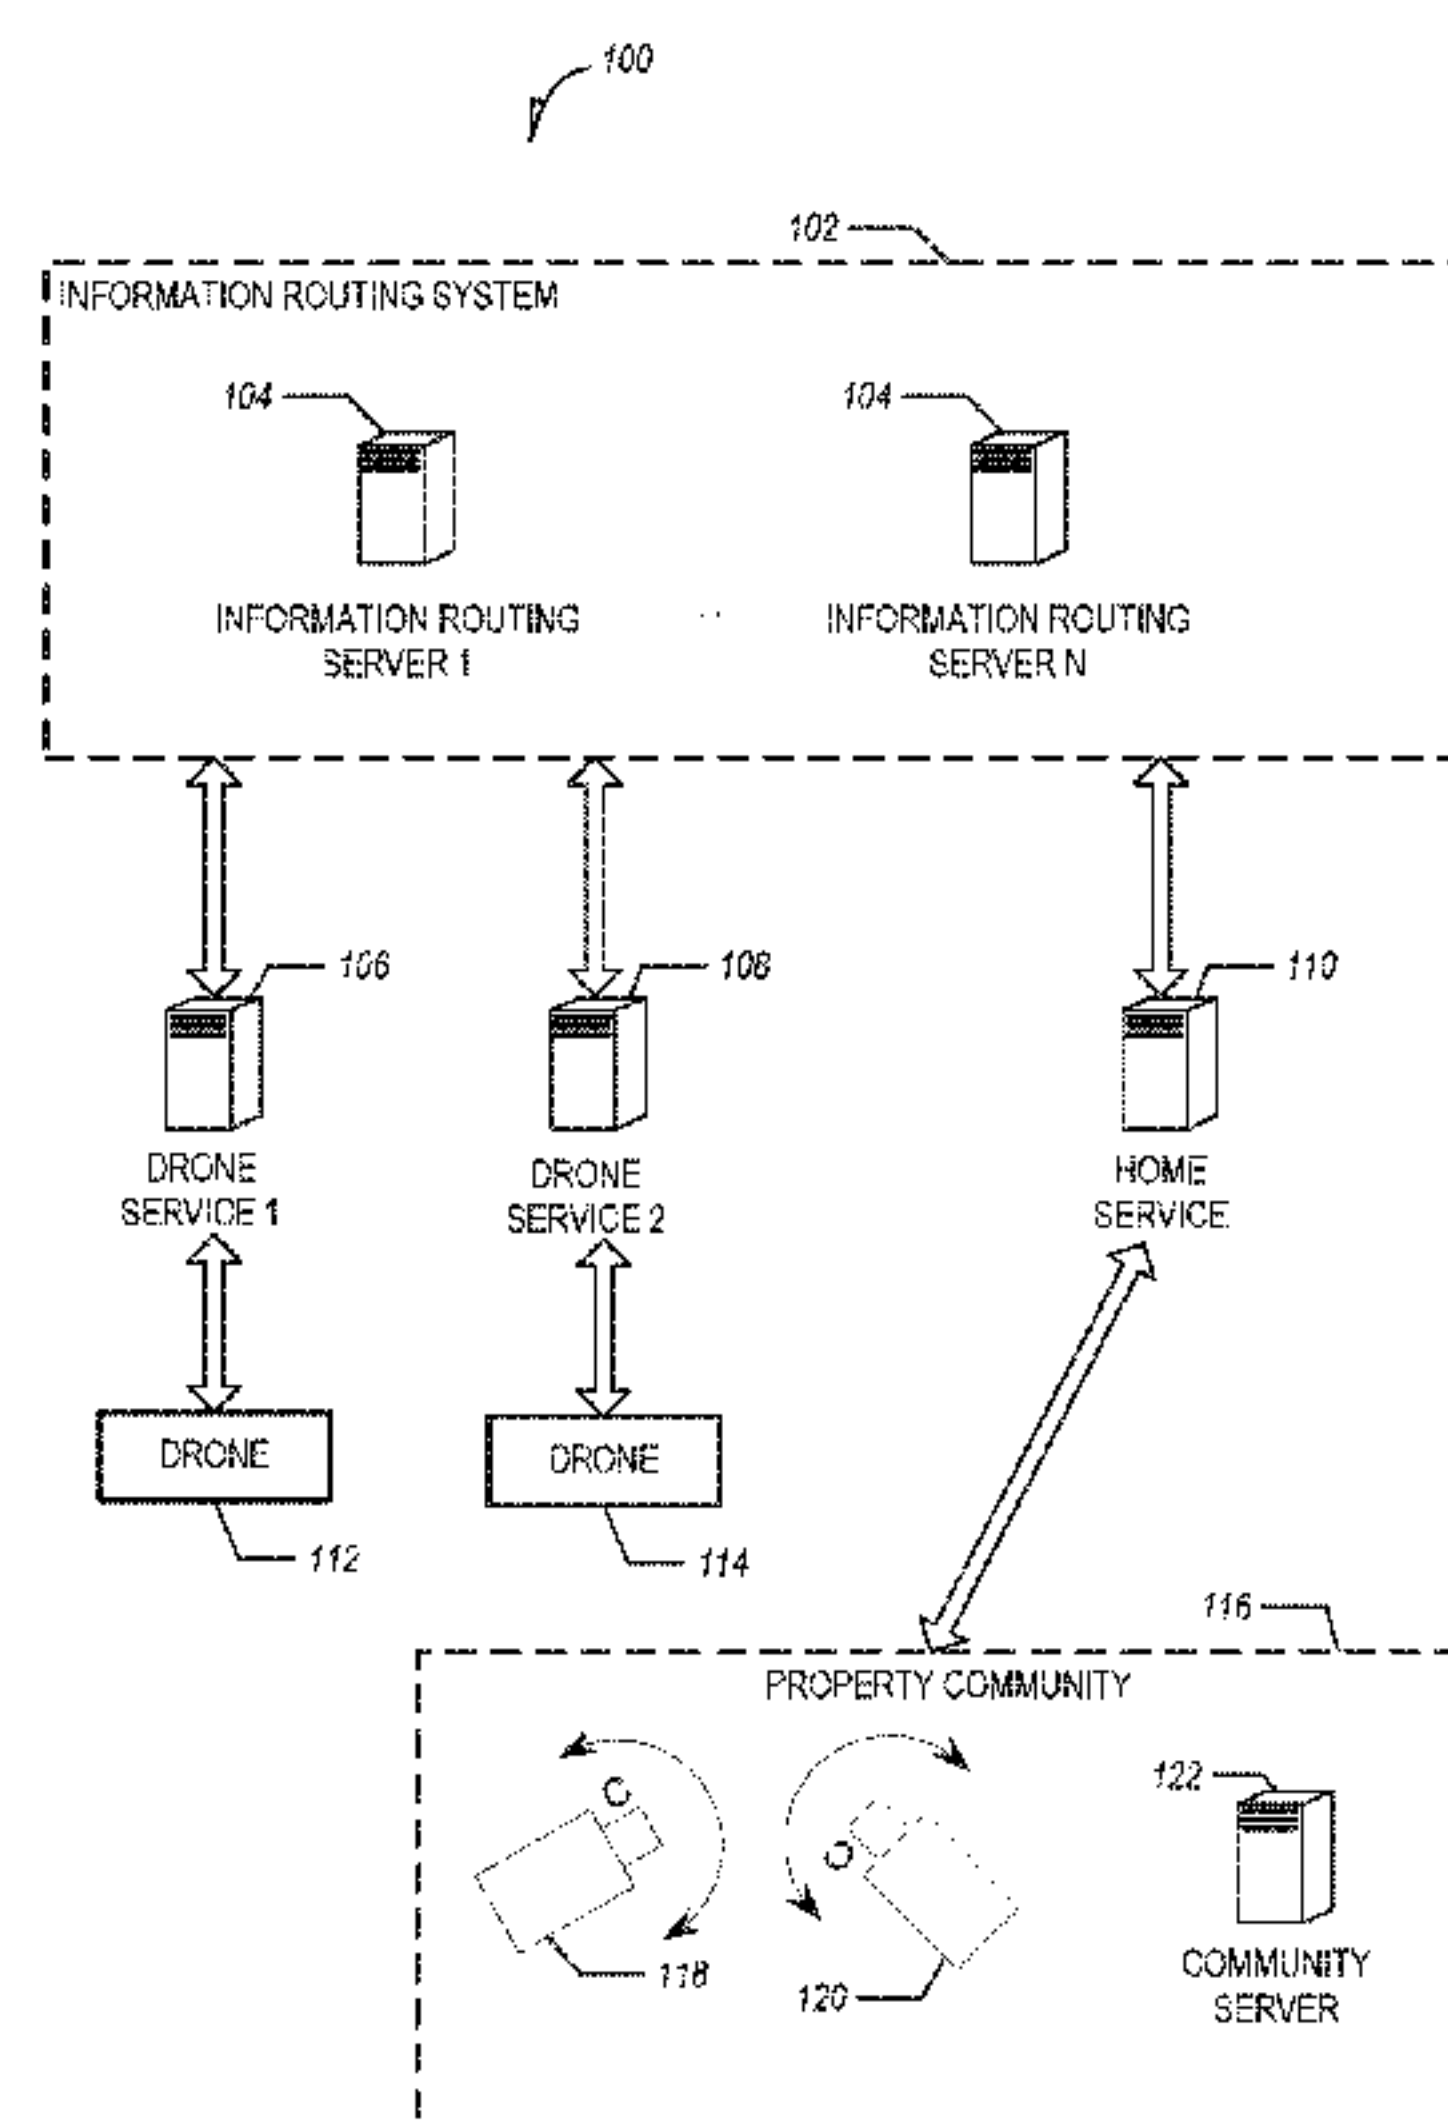 100
102
INFORMATION ROUTING SYSTEM
104
104
INFORMATION ROUTING
SERVER 1
INFORMATION ROUTING
SERVER N
106
108
110
DRONE
SERVICE 1
DRONE
SERVICE 2
HOME
SERVICE
DRONE
DRONE
112
114
116
PROPERTY COMMUNITY
122
118
120
COMMUNITY
SERVER